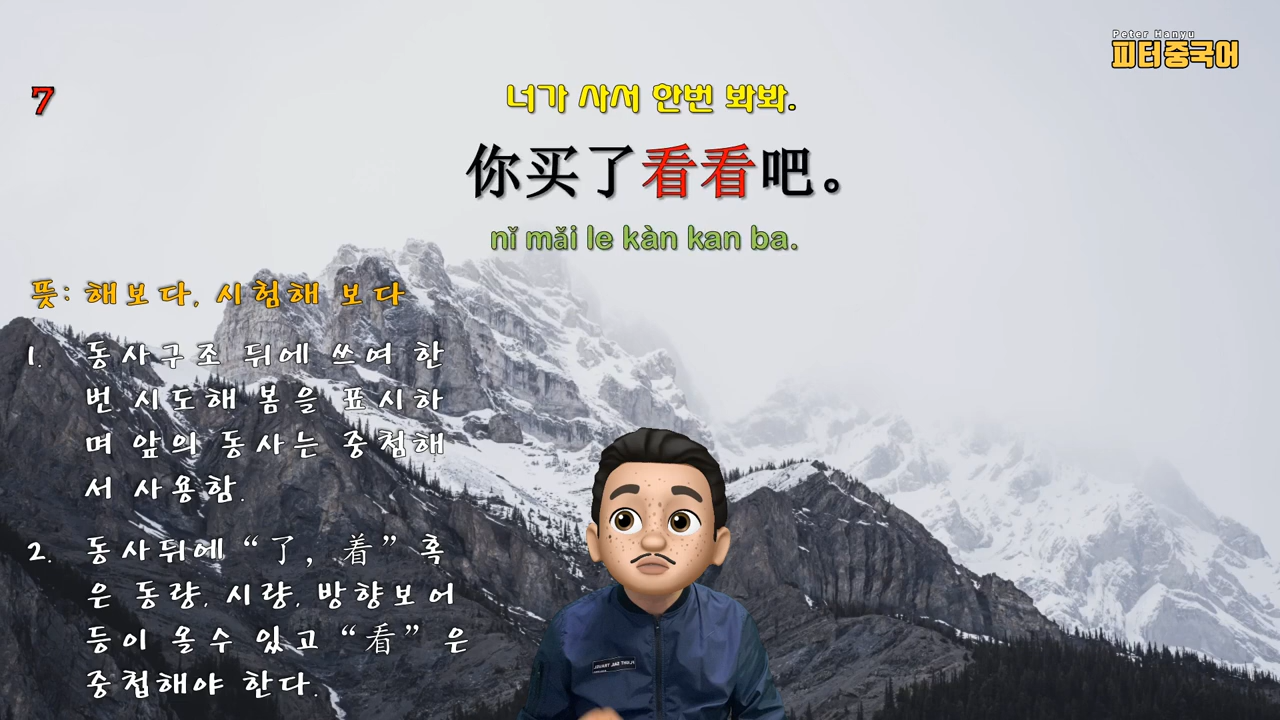 Peter Hanyu
피터중국어
7
너가 사서 한번 봐봐.
你买了看看吧。
nǐ mǎi le kàn kan ba.
뜻: 해보다, 시험해 보다
1. 동사구조 뒤에 쓰여 한
번 시도해 봄을 표시하
며 앞의 동사는 중첩해
서 사용함.
2. 동사뒤에 “了，着” 혹
은 동량, 시량, 방향보어
등이 올수 있고 “看” 은
중첩해야 한다.